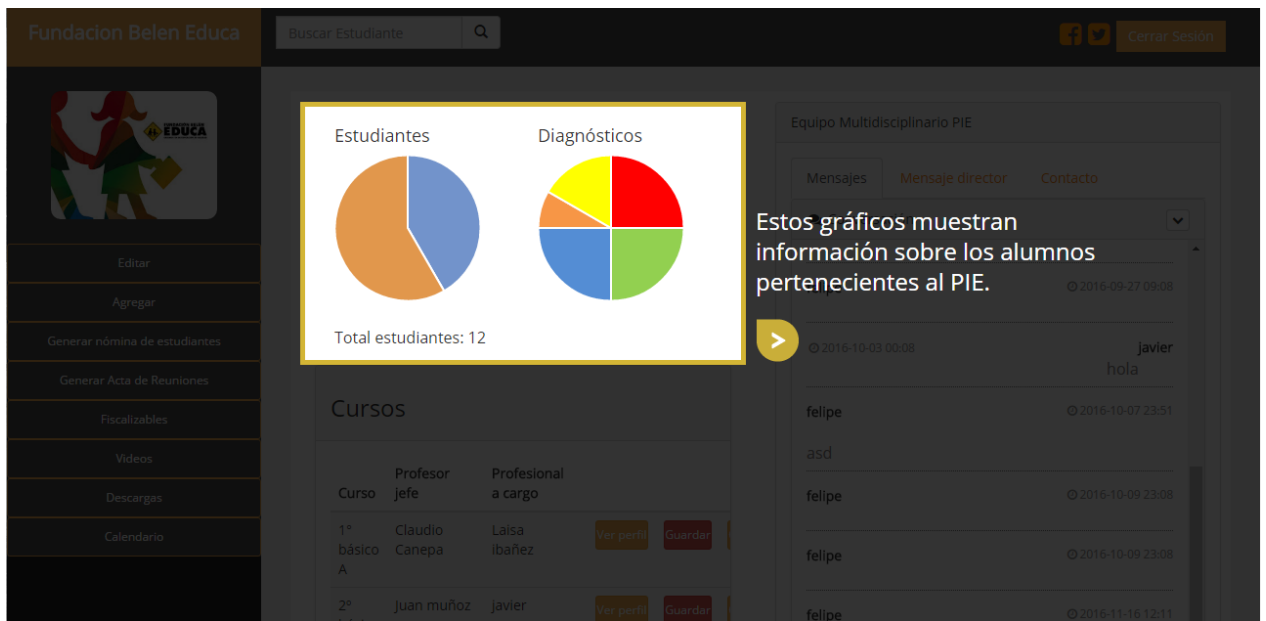 Fundacion Belen Educa
Buscar Estudiante
Cerrar Sesión
EDUCA
Editar
Agregar
Generar nómina de estudiantes
Generar Acta de Reuniones
Fiscalizables
Videos
Descargas
Calendario
Estudiantes
Diagnósticos
Total estudiantes: 12
Estos gráficos muestran
información sobre los alumnos
pertenecientes al PIE.
Cursos
Curso
Profesor
jefe
Profesional
a cargo
1°
básico
A
Claudio
Canepa
Laisa
ibañez
Ver perfil
Guardar
2°
Juan muñoz
javier
Ver perfil
Guardar
Equipo Multidisciplinario PIE
Mensajes
Mensaje director
Contacto
2016-09-27 09:08
2016-10-03 00:08
javier
hola
felipe
2016-10-07 23:51
asd
felipe
2016-10-09 23:08
felipe
2016-10-09 23:08
felipe
2016-11-16 12:11